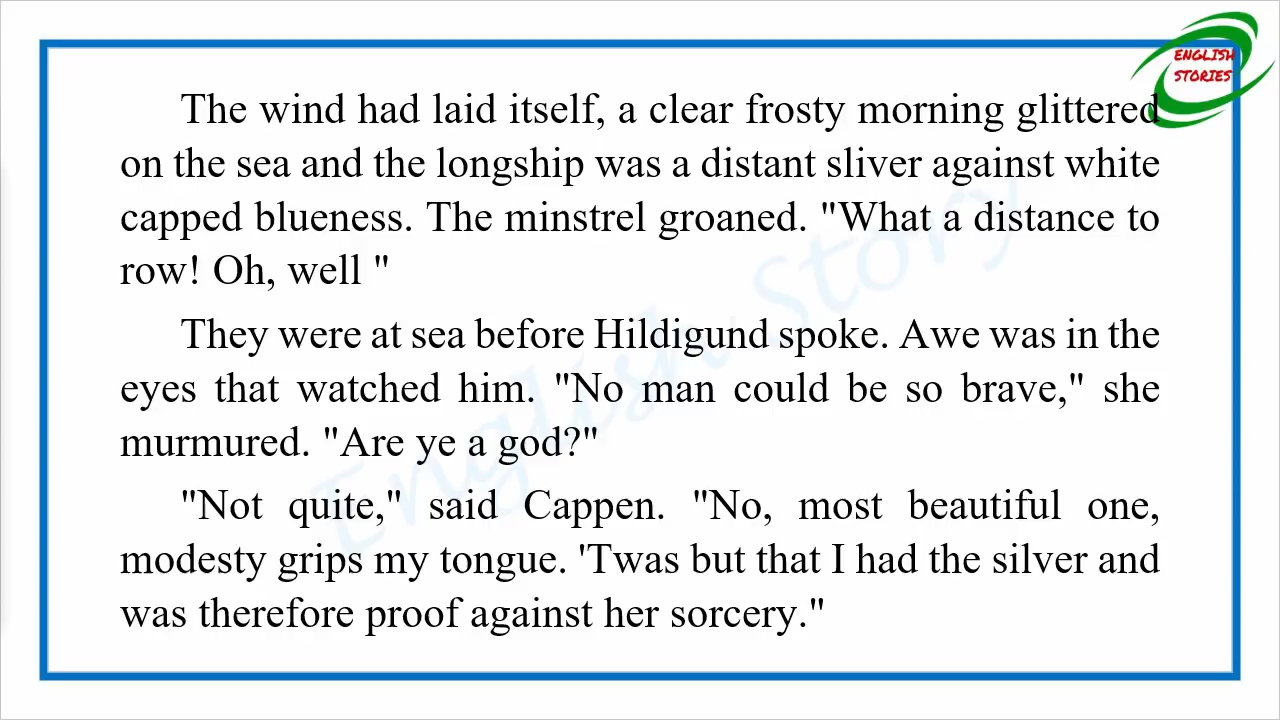 ENGLISH
STORIES
The wind had laid itself, a clear frosty morning glittered
on the sea and the longship was a distant sliver against white
capped blueness. The minstrel groaned. "What a distance to
row! Oh, well "
They were at sea before Hildigund spoke. Awe was in the
eyes that watched him. "No man could be so brave," she
murmured. "Are ye a god?"
"Not quite," said Cappen. "No, most beautiful one,
modesty grips my tongue. 'Twas but that I had the silver and
was therefore proof against her sorcery."
English Story